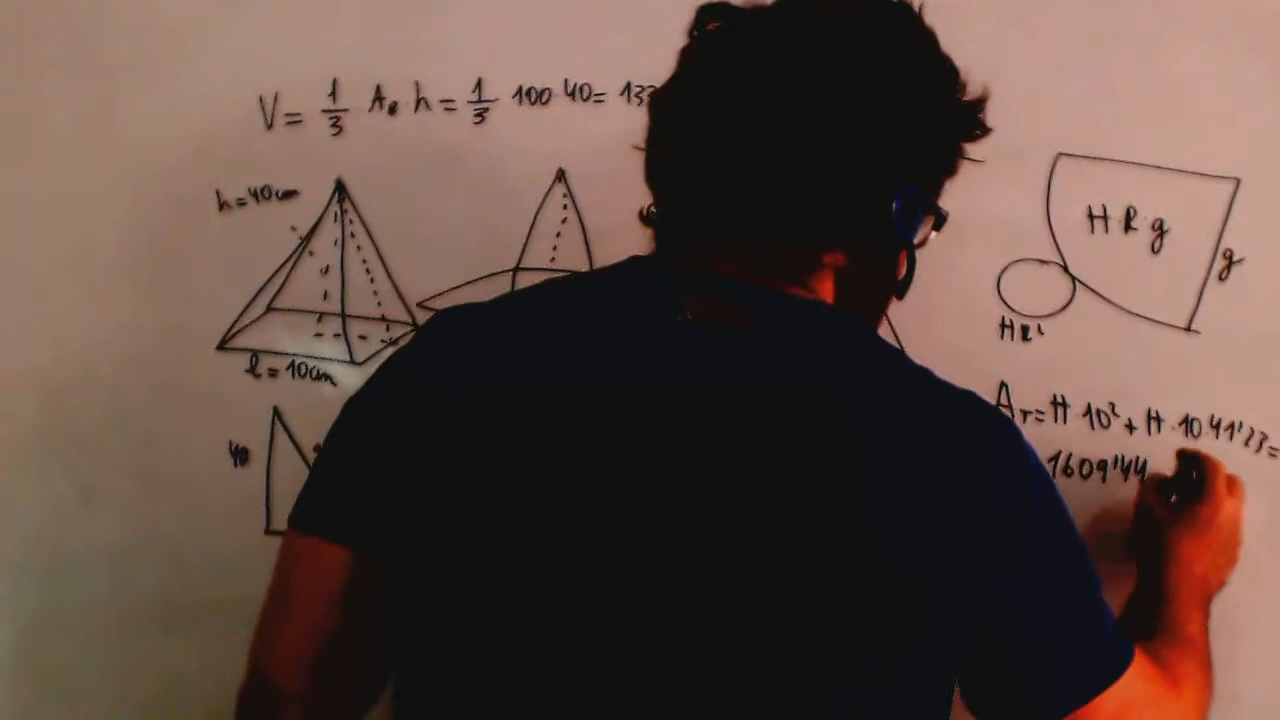 V = 1/3 A_B · h = 1/3 100 · 40 = 133
h = 40 cm
l = 10 cm
40
π R g
g
π R²
A_T = π · 10² + π · 10 · 41'23 =
1609'44